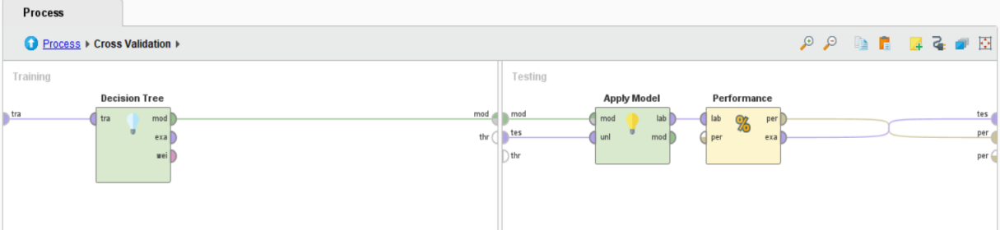 Process
Process Cross Validation
Training
Testing
Decision Tree
Apply Model
Performance
tra
tra
mod
mod
mod
mod
lab
lab
per
tes
exa
thr
tes
unl
mod
per
exa
per
wei
thr
per